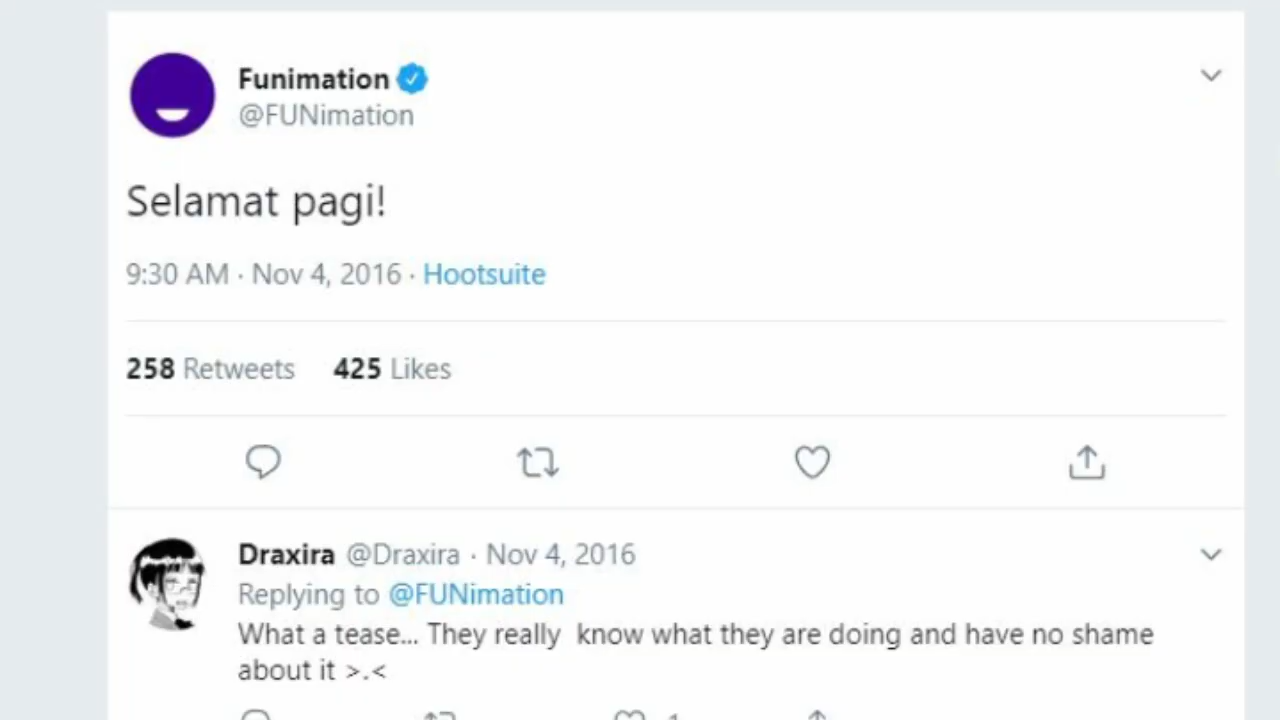 Funimation
@FUNimation
Selamat pagi!
9:30 AM · Nov 4, 2016 · Hootsuite
258 Retweets 425 Likes
Draxira @Draxira · Nov 4, 2016
Replying to @FUNimation
What a tease... They really know what they are doing and have no shame
about it >.<
1